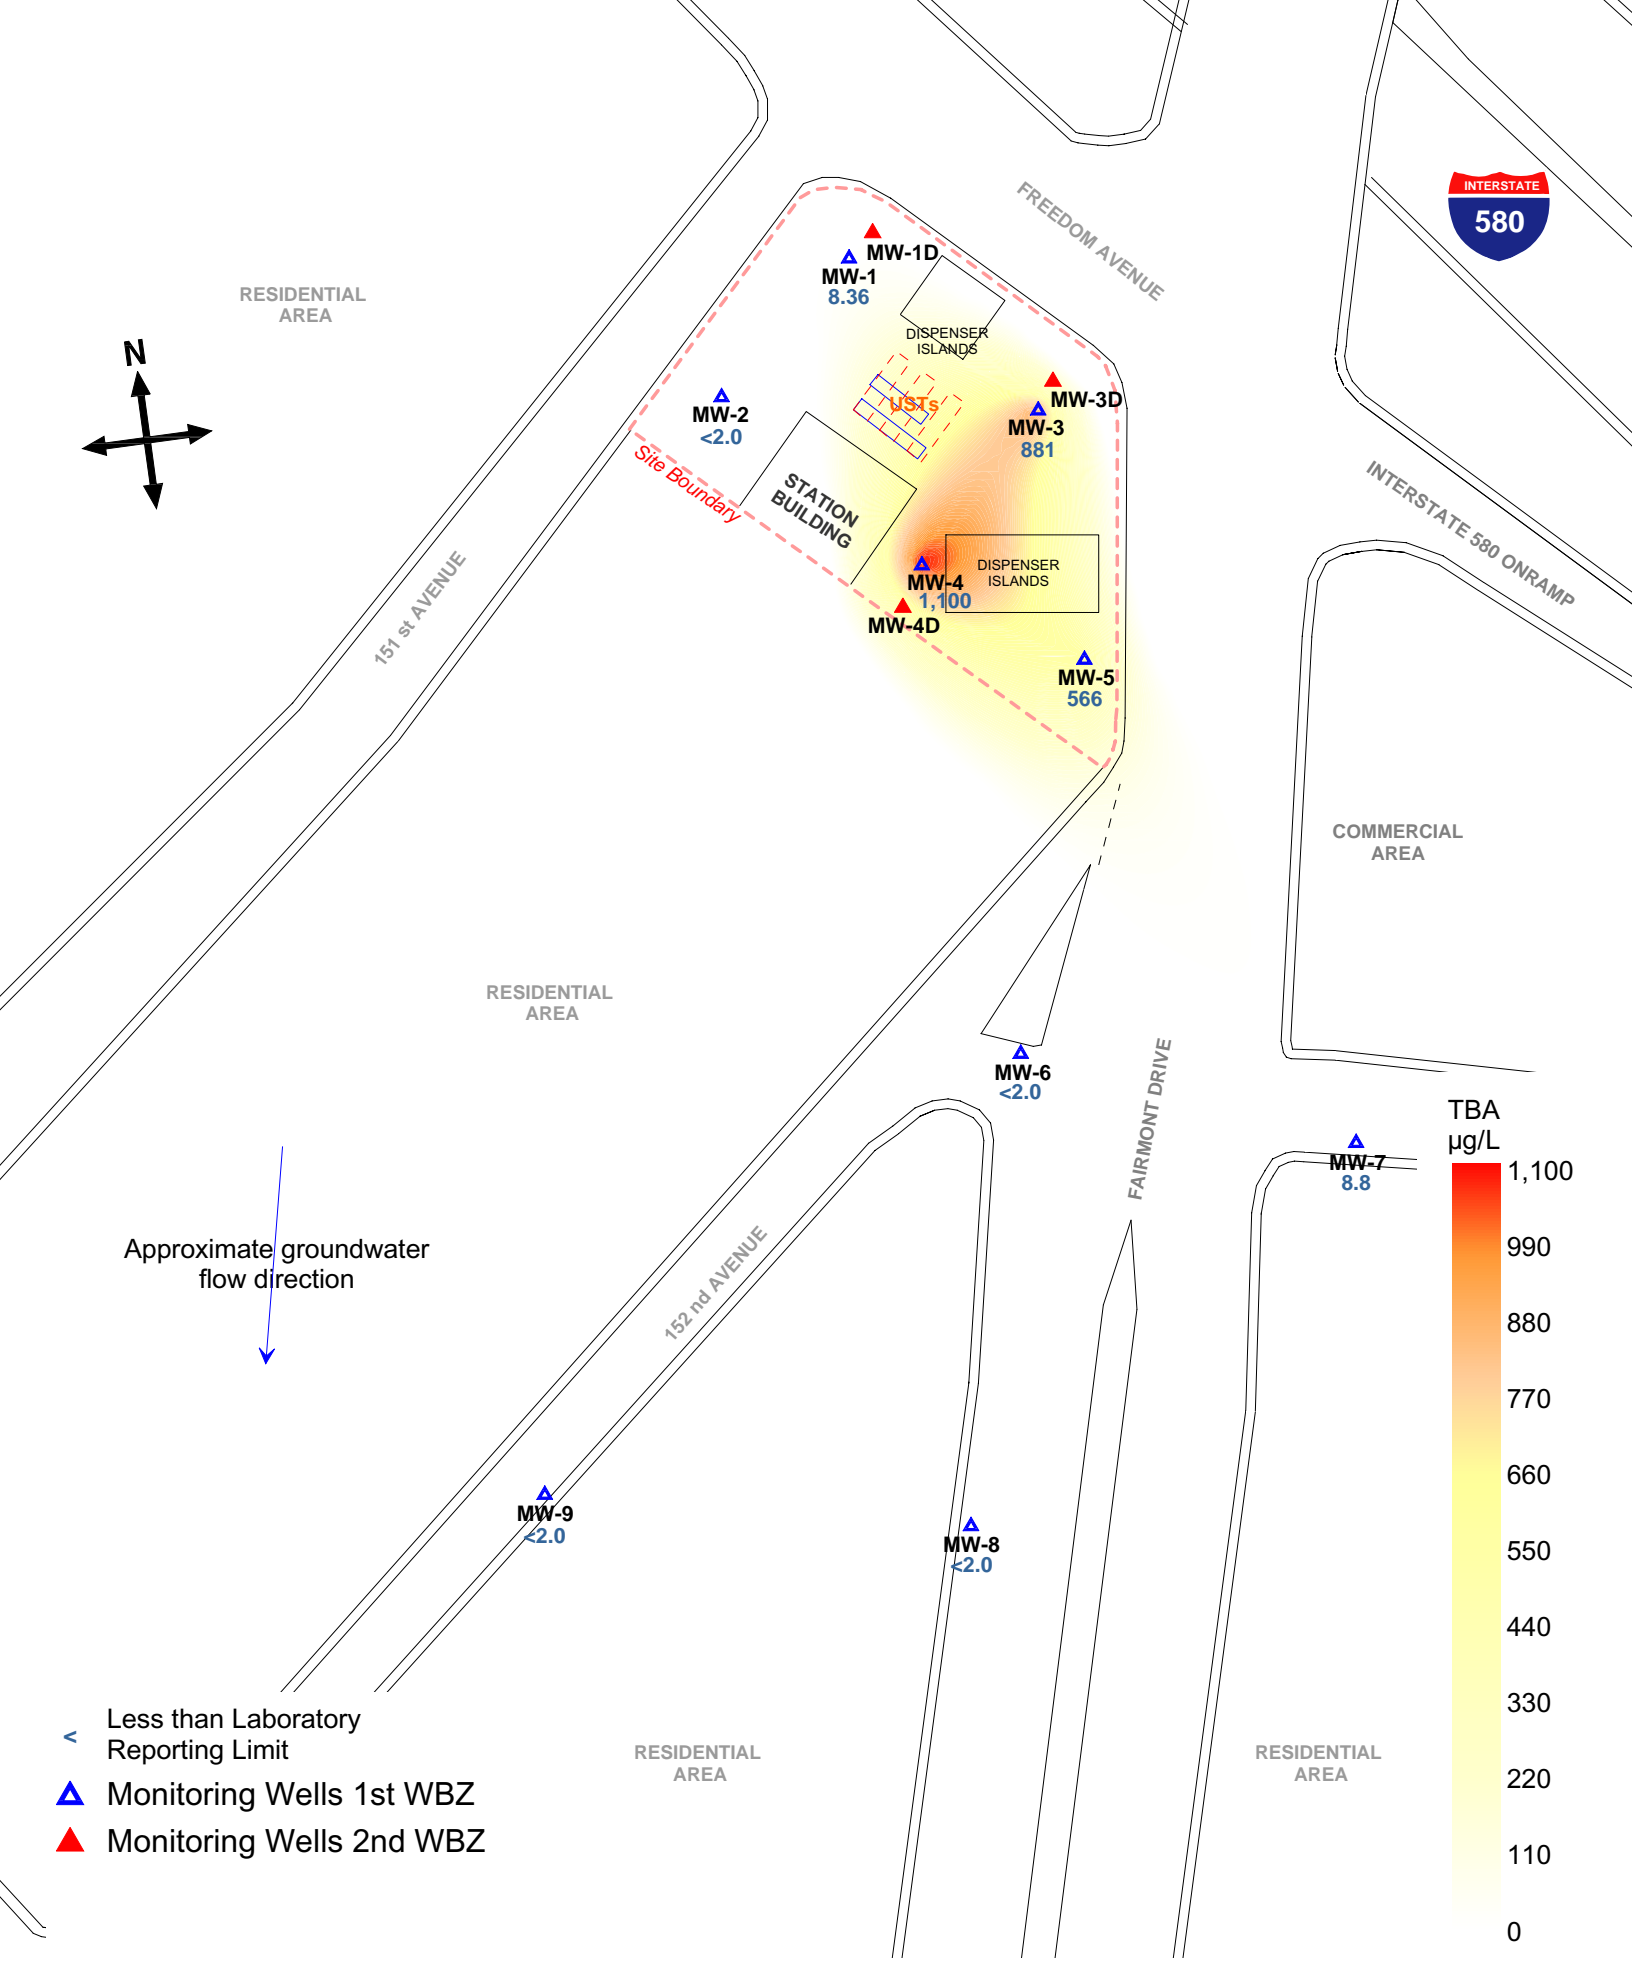 INTERSTATE
580
FREEDOM AVENUE
MW-1D
MW-1
8.36
RESIDENTIAL
AREA
DISPENSER
ISLANDS
N
USTs
MW-3D
MW-2
<2.0
MW-3
881
Site Boundary
STATION
BUILDING
INTERSTATE 580 ONRAMP
151 st AVENUE
DISPENSER
ISLANDS
MW-4
1,100
MW-4D
MW-5
566
COMMERCIAL
AREA
RESIDENTIAL
AREA
MW-6
<2.0
FAIRMONT DRIVE
MW-7
8.8
TBA
µg/L
1,100
990
880
770
660
550
440
330
220
110
0
Approximate groundwater
flow direction
152 nd AVENUE
MW-9
<2.0
MW-8
<2.0
< Less than Laboratory
Reporting Limit
Monitoring Wells 1st WBZ
Monitoring Wells 2nd WBZ
RESIDENTIAL
AREA
RESIDENTIAL
AREA